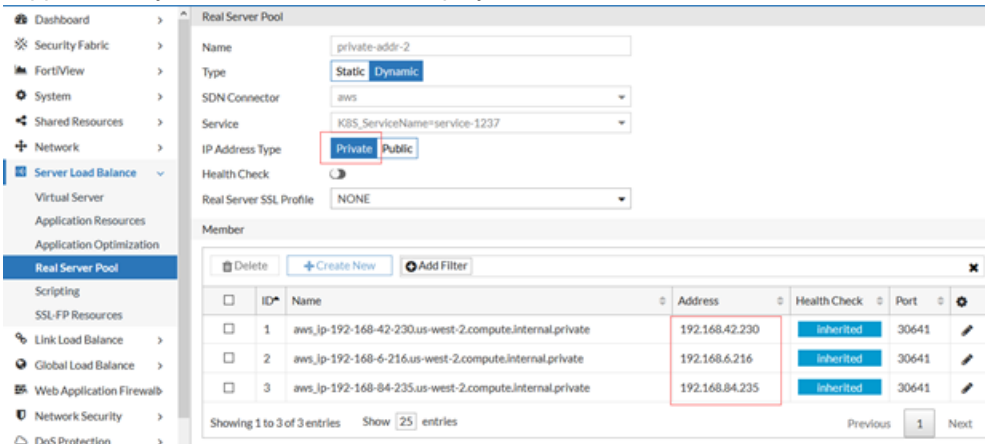 Dashboard
Security Fabric
FortiView
System
Shared Resources
Network
Server Load Balance
Virtual Server
Application Resources
Application Optimization
Real Server Pool
Scripting
SSL-FP Resources
Link Load Balance
Global Load Balance
Web Application Firewall
Network Security
DoS Protection
Real Server Pool
Name private-addr-2
Type Static Dynamic
SDN Connector aws
Service K8S_ServiceName=service-1237
IP Address Type Private Public
Health Check
Real Server SSL Profile NONE
Member
Delete +Create New Add Filter
ID Name Address Health Check Port
1 aws_ip-192-168-42-230.us-west-2.compute.internal.private 192.168.42.230 inherited 30641
2 aws_ip-192-168-6-216.us-west-2.compute.internal.private 192.168.6.216 inherited 30641
3 aws_ip-192-168-84-235.us-west-2.compute.internal.private 192.168.84.235 inherited 30641
Showing 1 to 3 of 3 entries Show 25 entries Previous 1 Next